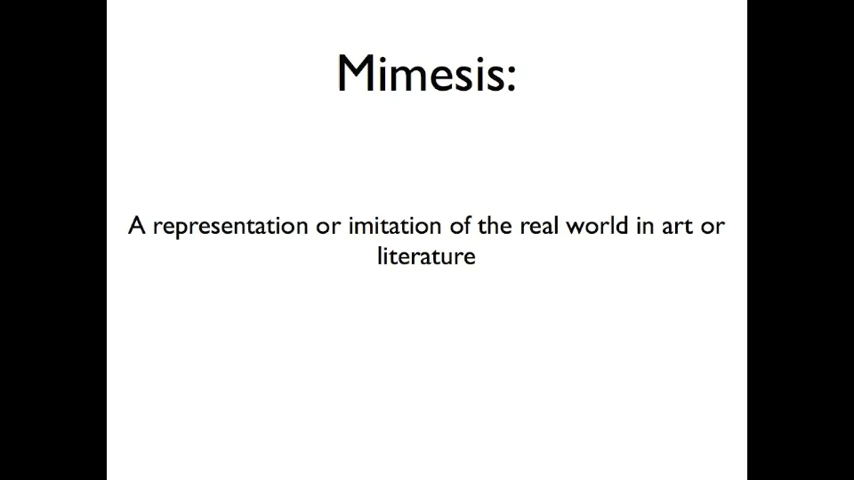 Mimesis:
A representation or imitation of the real world in art or
literature